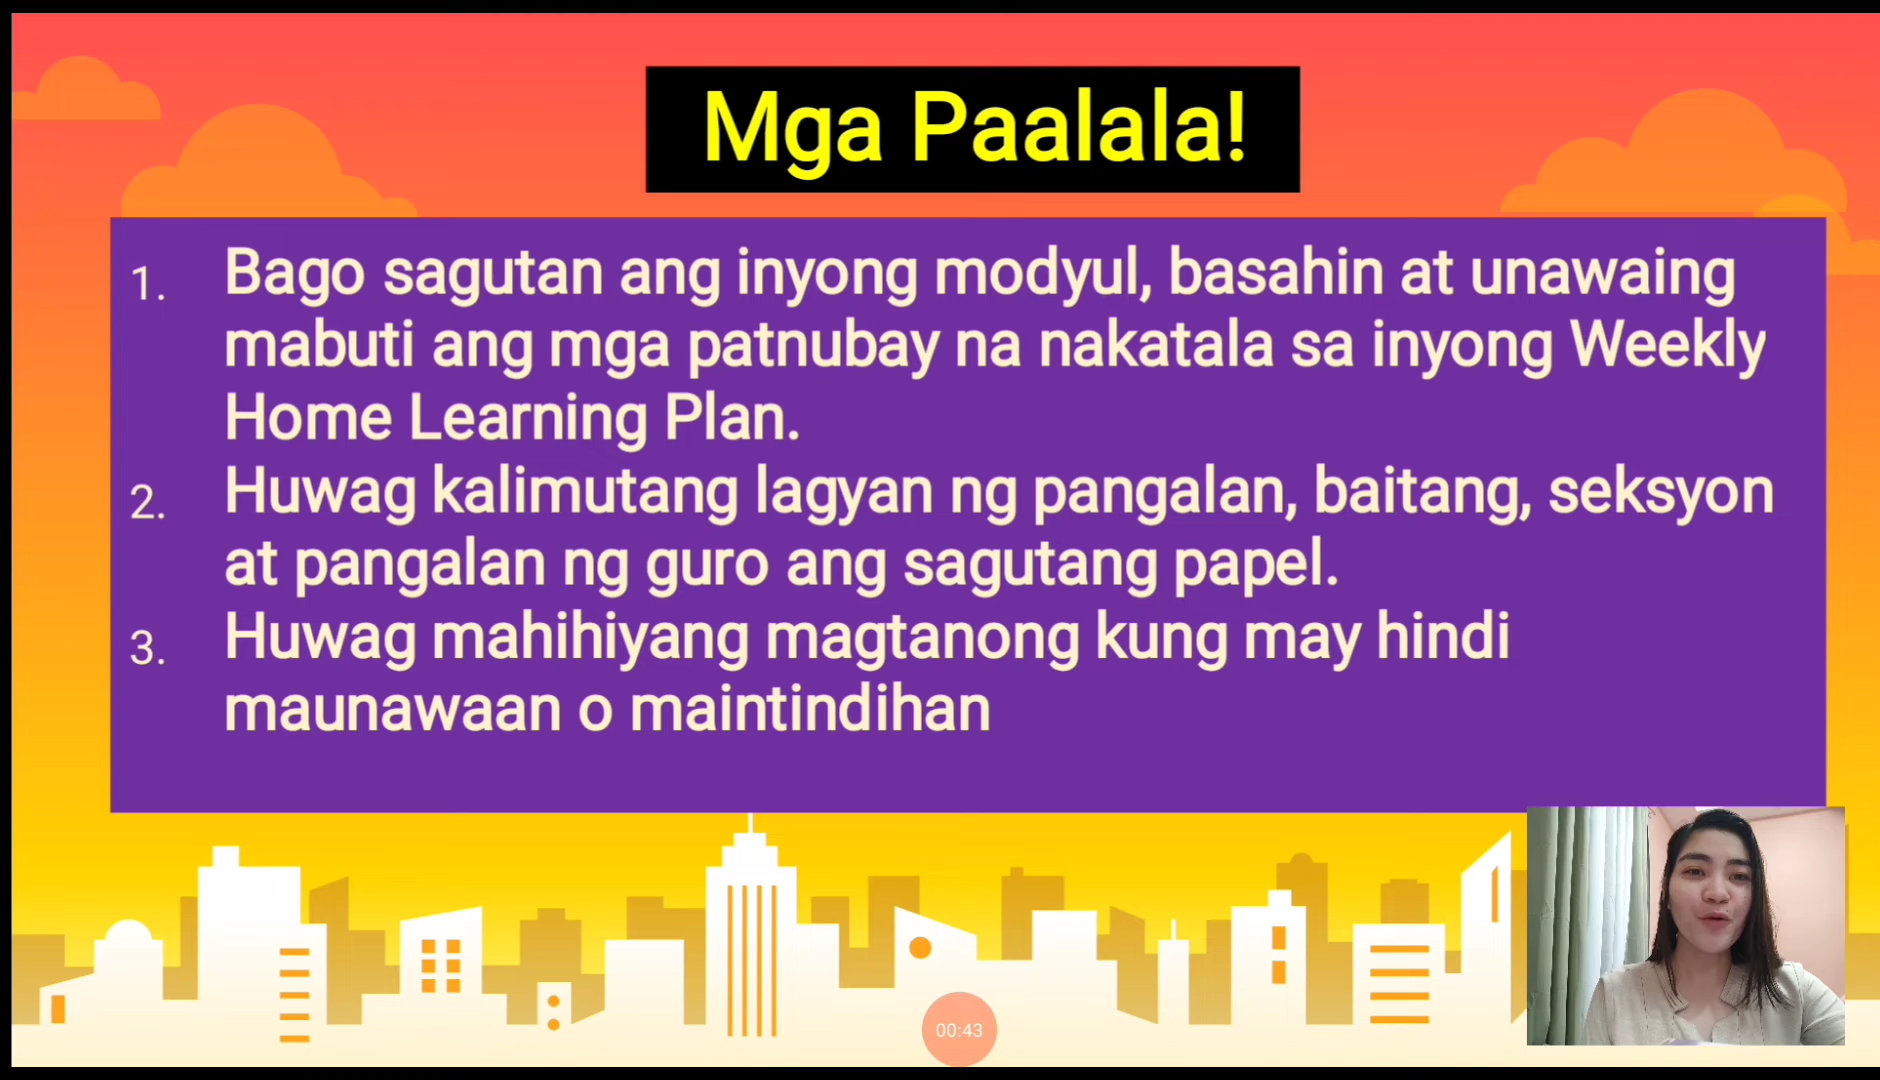 Mga Paalala!
1. Bago sagutan ang inyong modyul, basahin at unawaing
mabuti ang mga patnubay na nakatala sa inyong Weekly
Home Learning Plan.
2. Huwag kalimutang lagyan ng pangalan, baitang, seksyon
at pangalan ng guro ang sagutang papel.
3. Huwag mahihiyang magtanong kung may hindi
maunawaan o maintindihan
00:43